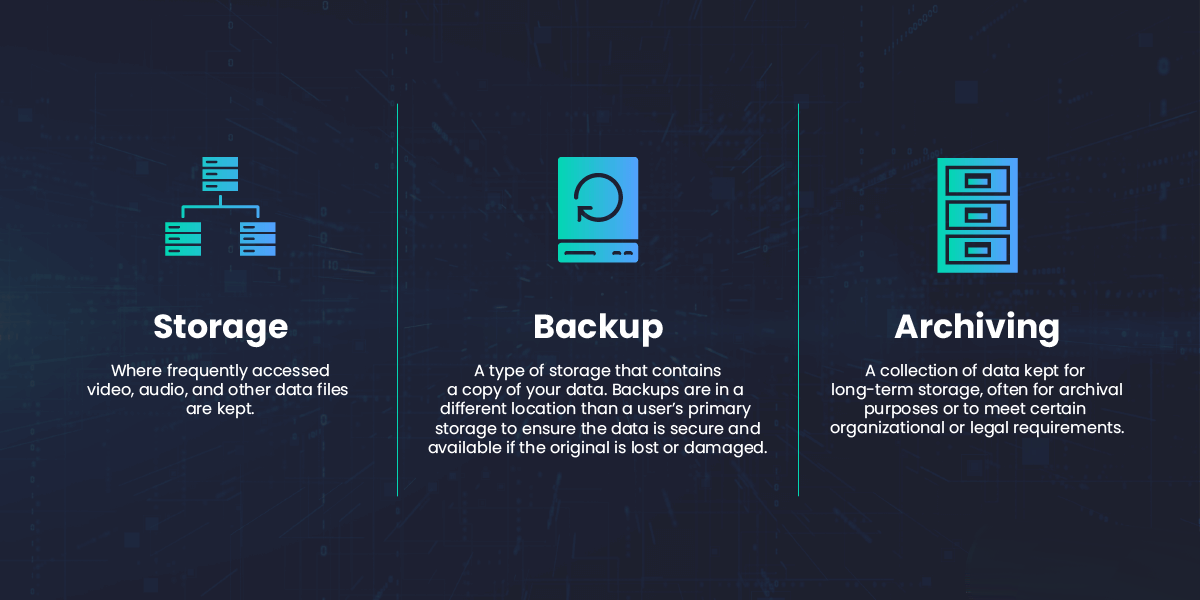 Storage
Where frequently accessed
video, audio, and other data files
are kept.
Backup
A type of storage that contains
a copy of your data. Backups are in a
different location than a user’s primary
storage to ensure the data is secure and
available if the original is lost or damaged.
Archiving
A collection of data kept for
long-term storage, often for archival
purposes or to meet certain
organizational or legal requirements.